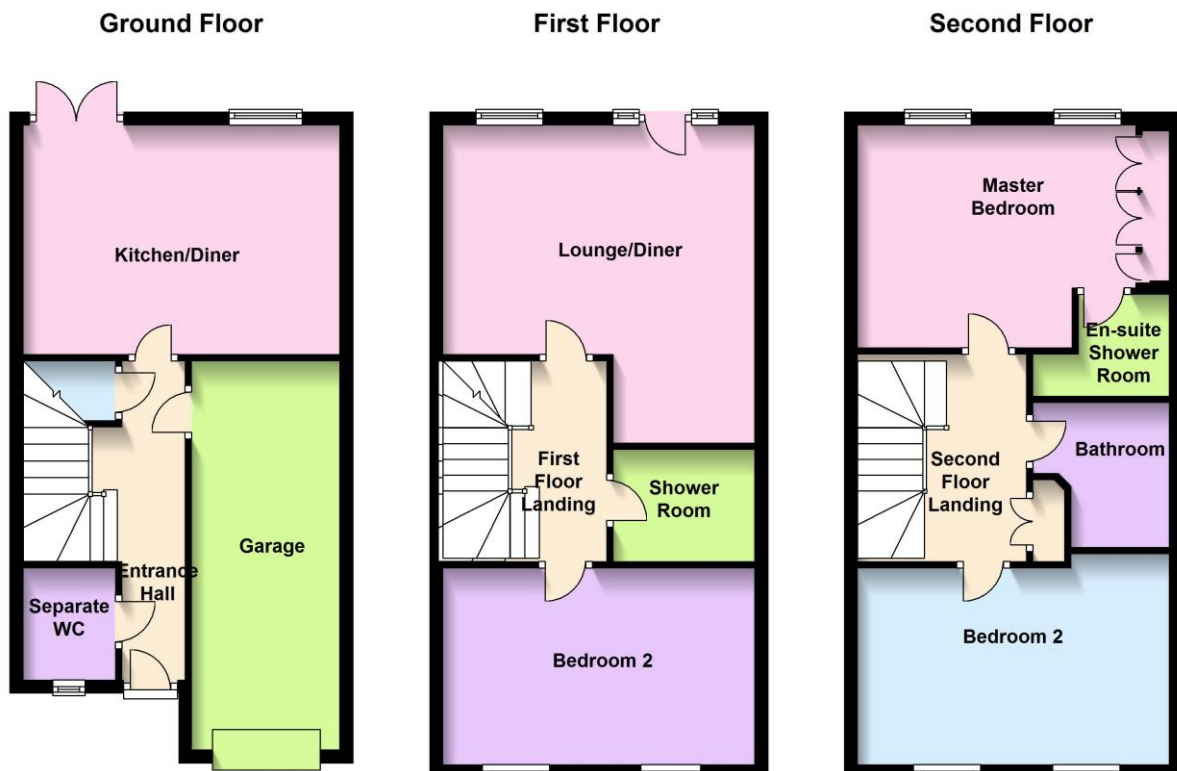 Ground Floor
Kitchen/Diner
Garage
Entrance
Hall
Separate
WC
First Floor
Lounge/Diner
First
Floor
Landing
Shower
Room
Bedroom 2
Second Floor
Master
Bedroom
En-suite
Shower
Room
Bathroom
Second
Floor
Landing
Bedroom 2